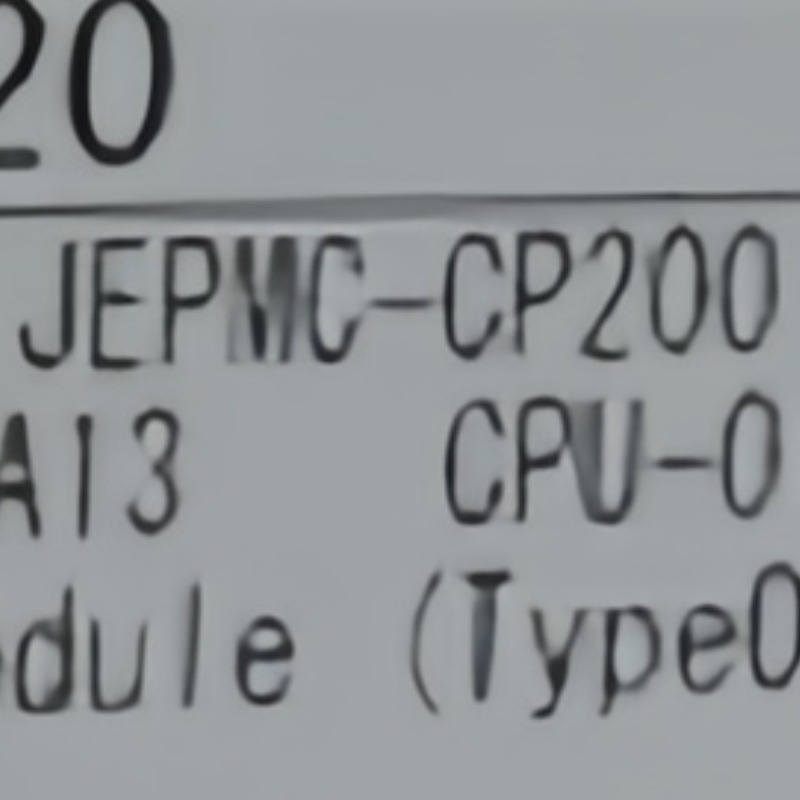 20
JEPMC-CP200
A13 CPU-0
dule (Type0